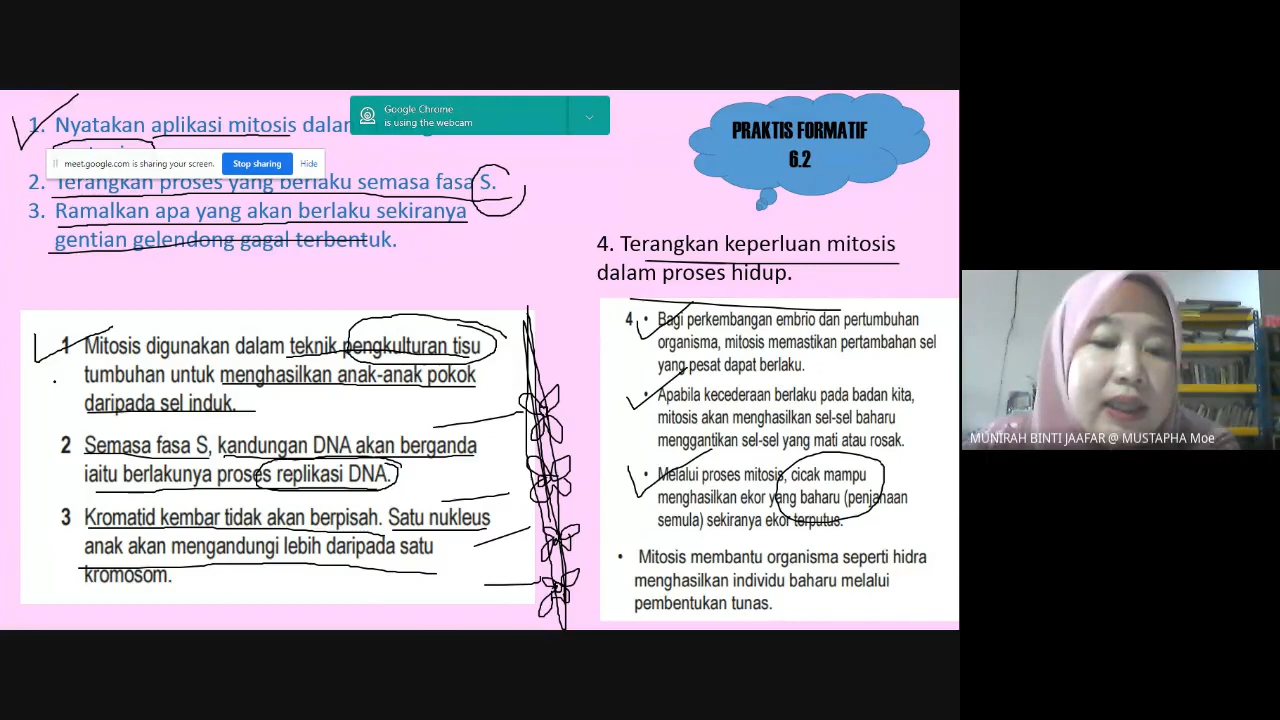 1. Nyatakan aplikasi mitosis dalam
Google Chrome
is using the webcam
meet.google.com is sharing your screen. Stop sharing Hide
2. Terangkan proses yang berlaku semasa fasa S.
3. Ramalkan apa yang akan berlaku sekiranya
gentian gelendong gagal terbentuk.
1 Mitosis digunakan dalam teknik pengkulturan tisu
tumbuhan untuk menghasilkan anak-anak pokok
daripada sel induk.
2 Semasa fasa S, kandungan DNA akan berganda
iaitu berlakunya proses replikasi DNA.
3 Kromatid kembar tidak akan berpisah. Satu nukleus
anak akan mengandungi lebih daripada satu
kromosom.
PRAKTIS FORMATIF
6.2
4. Terangkan keperluan mitosis
dalam proses hidup.
4 • Bagi perkembangan embrio dan pertumbuhan
organisma, mitosis memastikan pertambahan sel
yang pesat dapat berlaku.
• Apabila kecederaan berlaku pada badan kita,
mitosis akan menghasilkan sel-sel baharu
menggantikan sel-sel yang mati atau rosak.
• Melalui proses mitosis, cicak mampu
menghasilkan ekor yang baharu (penjanaan
semula) sekiranya ekor terputus.
• Mitosis membantu organisma seperti hidra
menghasilkan individu baharu melalui
pembentukan tunas.
MUNIRAH BINTI JAAFAR @ MUSTAPHA Moe